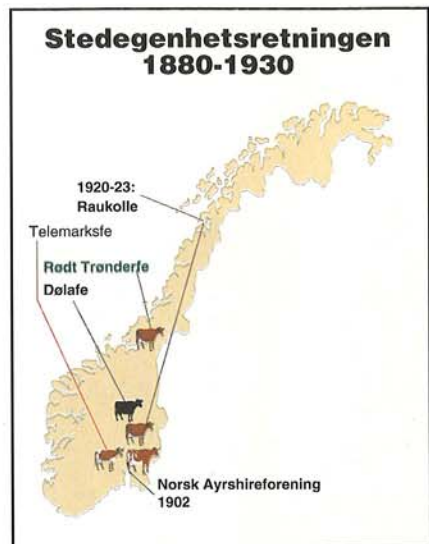 Stedegenhetsretningen
1880-1930
1920-23:
Raukolle
Telemarksfe
Rødt Trønderfe
Dølafe
Norsk Ayrshireforening
1902